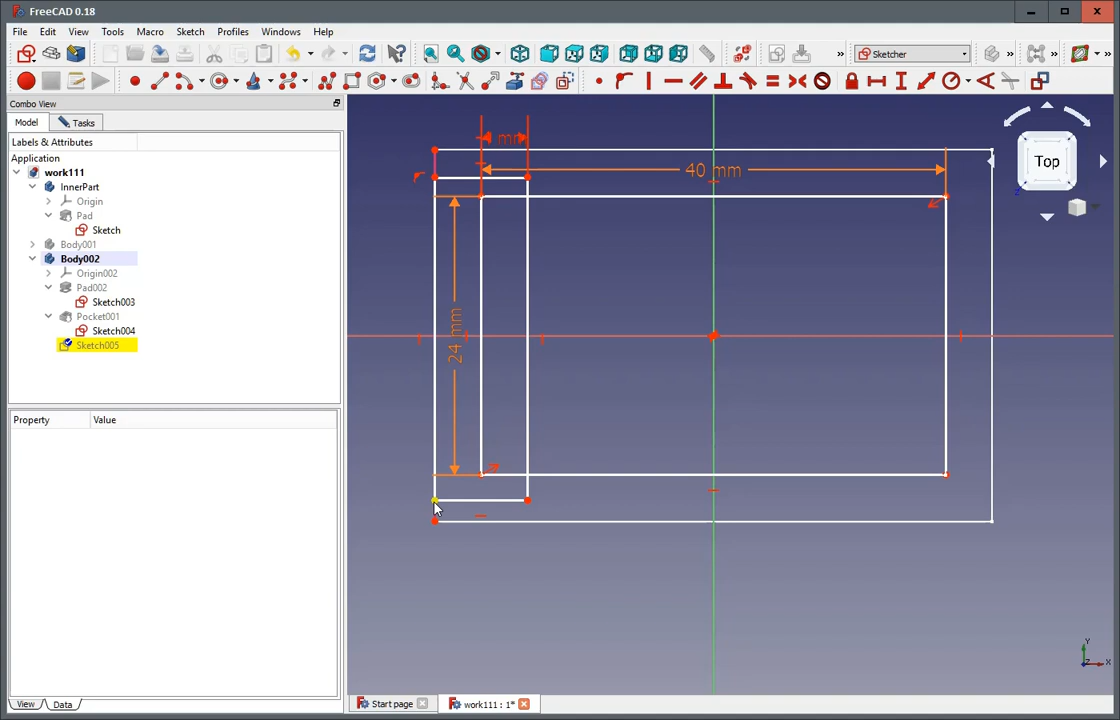 FreeCAD 0.18
File Edit View Tools Macro Sketch Profiles Windows Help
» Sketcher » »
Combo View
Model Tasks
Labels & Attributes
Application
work111
InnerPart
Origin
Pad
Sketch
Body001
Body002
Origin002
Pad002
Sketch003
Pocket001
Sketch004
Sketch005
Property Value
View Data
mm
40 mm
24 mm
Top
Z
Y
Z X
Start page work111 : 1*